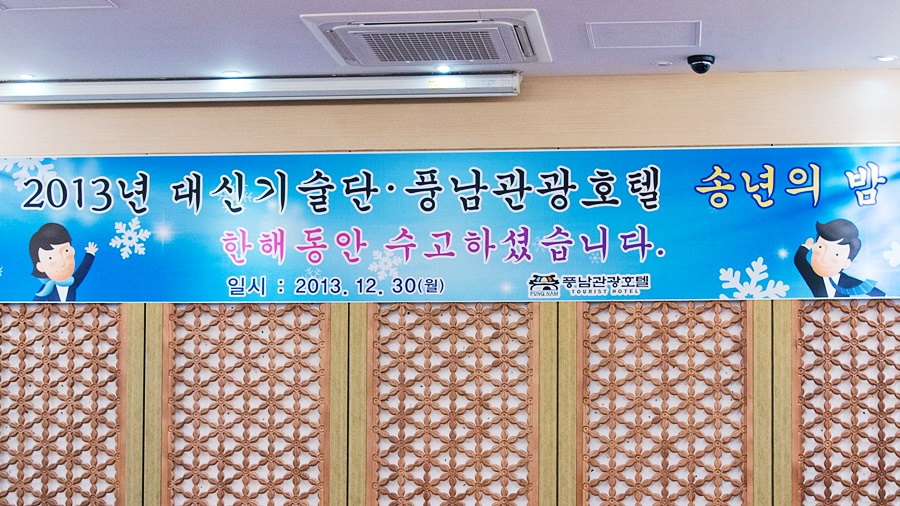 2013년 대신기술단·풍남관광호텔 송년의 밤
한해동안 수고하셨습니다.
일시 : 2013. 12. 30(월)
풍남관광호텔
TOURIST HOTEL